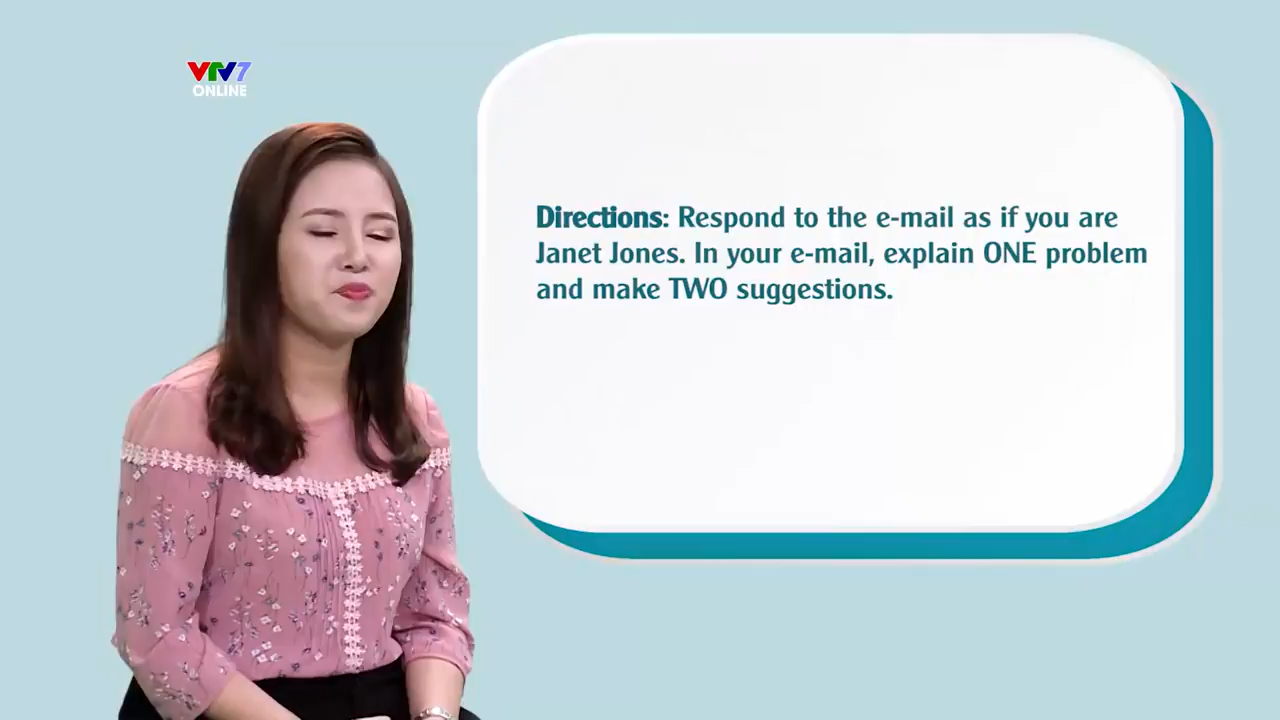 VTV7
ONLINE
Directions: Respond to the e-mail as if you are
Janet Jones. In your e-mail, explain ONE problem
and make TWO suggestions.